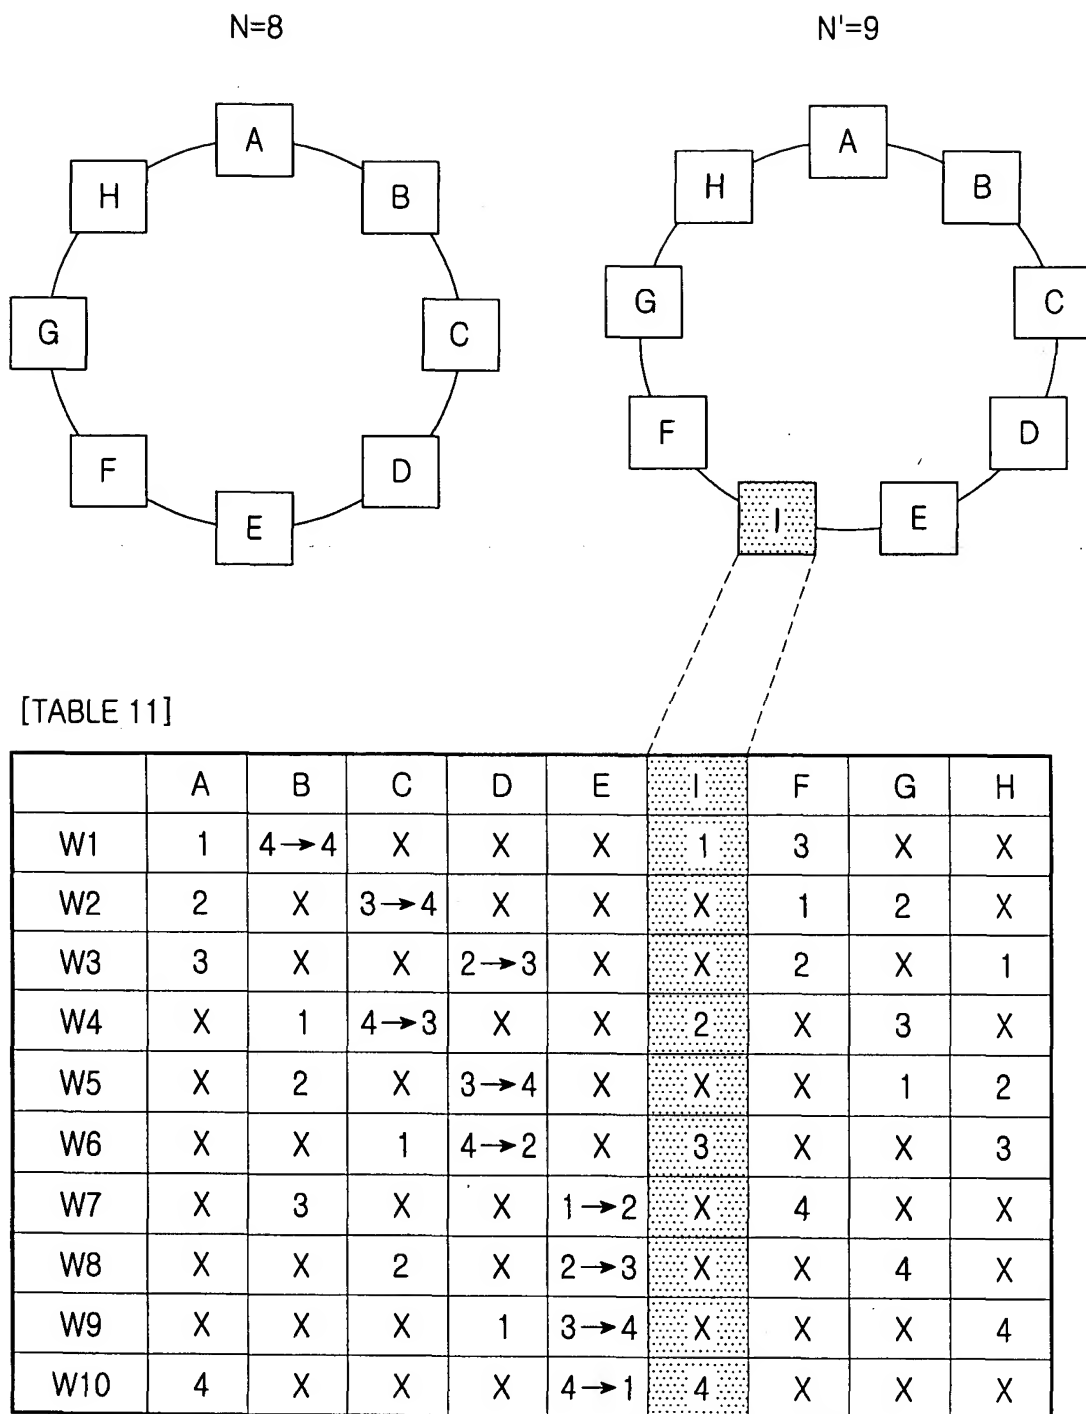 N=8
N'=9
A
H
B
G
C
F
D
E
A
H
B
G
C
F
D
I
E
[TABLE 11]
A B C D E I F G H
W1 1 4→4 X X X 1 3 X X
W2 2 X 3→4 X X X 1 2 X
W3 3 X X 2→3 X X 2 X 1
W4 X 1 4→3 X X 2 X 3 X
W5 X 2 X 3→4 X X X 1 2
W6 X X 1 4→2 X 3 X X 3
W7 X 3 X X 1→2 X 4 X X
W8 X X 2 X 2→3 X X 4 X
W9 X X X 1 3→4 X X X 4
W10 4 X X X 4→1 4 X X X